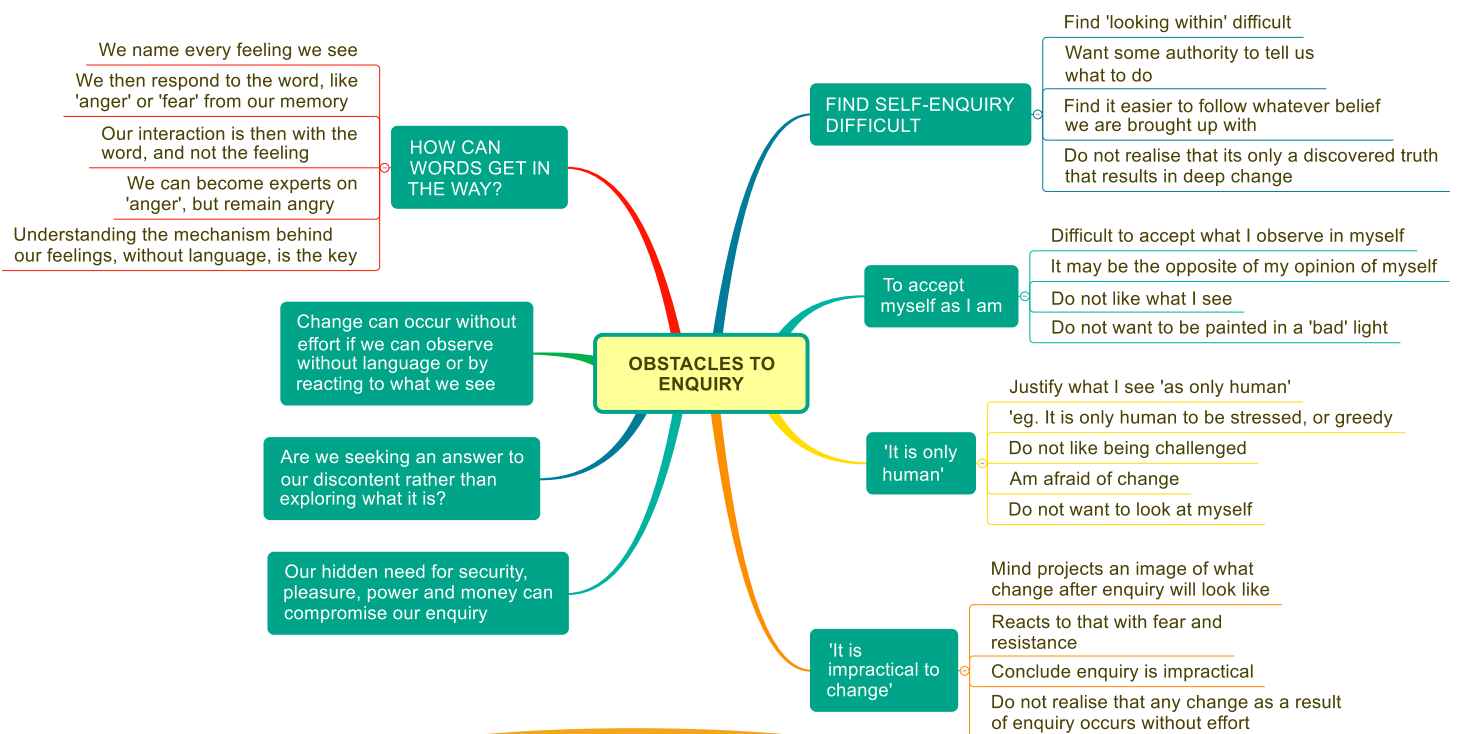 OBSTACLES TO
ENQUIRY
FIND SELF-ENQUIRY
DIFFICULT
Find 'looking within' difficult
Want some authority to tell us
what to do
Find it easier to follow whatever belief
we are brought up with
Do not realise that its only a discovered truth
that results in deep change
To accept
myself as I am
Difficult to accept what I observe in myself
It may be the opposite of my opinion of myself
Do not like what I see
Do not want to be painted in a 'bad' light
'It is only
human'
Justify what I see 'as only human'
'eg. It is only human to be stressed, or greedy
Do not like being challenged
Am afraid of change
Do not want to look at myself
'It is
impractical to
change'
Mind projects an image of what
change after enquiry will look like
Reacts to that with fear and
resistance
Conclude enquiry is impractical
Do not realise that any change as a result
of enquiry occurs without effort
HOW CAN
WORDS GET IN
THE WAY?
We name every feeling we see
We then respond to the word, like
'anger' or 'fear' from our memory
Our interaction is then with the
word, and not the feeling
We can become experts on
'anger', but remain angry
Understanding the mechanism behind
our feelings, without language, is the key
Change can occur without
effort if we can observe
without language or by
reacting to what we see
Are we seeking an answer to
our discontent rather than
exploring what it is?
Our hidden need for security,
pleasure, power and money can
compromise our enquiry